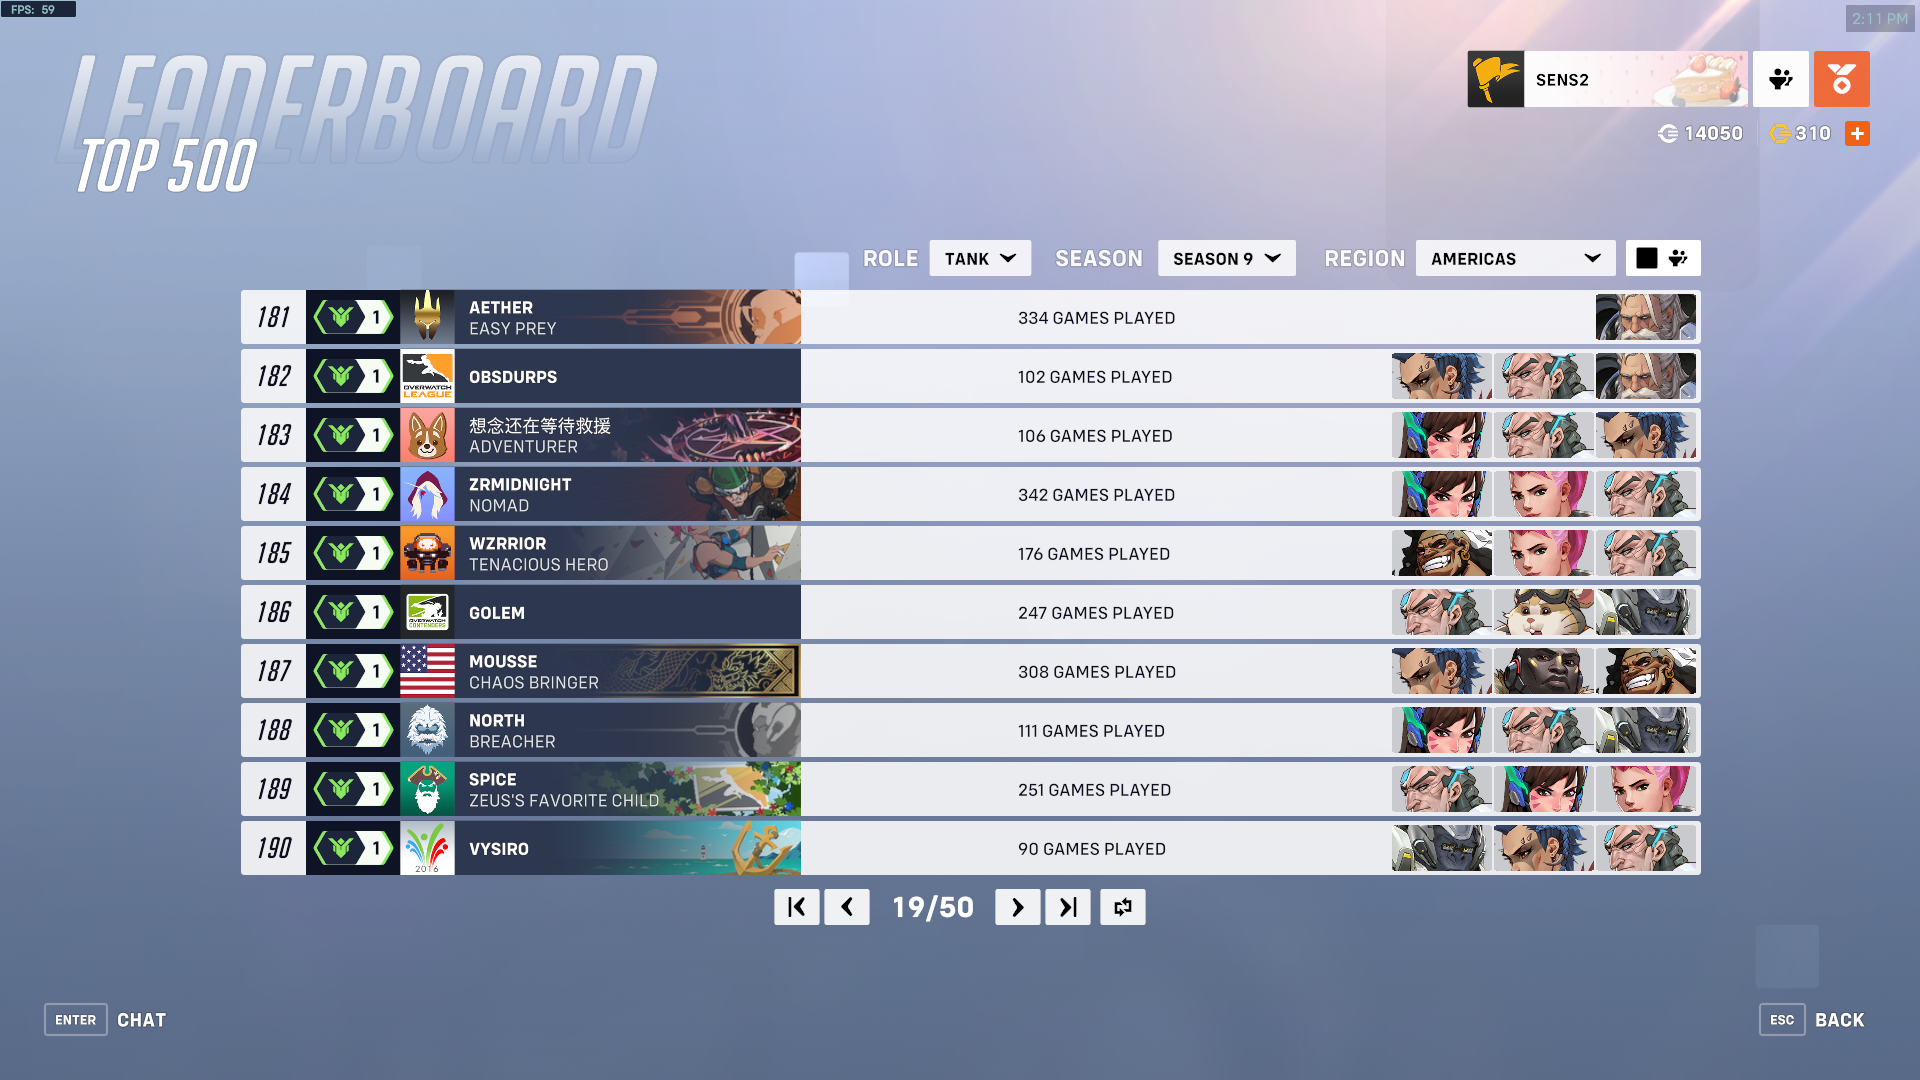 FPS: 59
2:11 PM
LEADERBOARD
TOP 500
SENS2
14050
310
ROLE TANK SEASON SEASON 9 REGION AMERICAS
181 1 AETHER
EASY PREY
334 GAMES PLAYED
182 1 OVERWATCH LEAGUE OBSDURPS 102 GAMES PLAYED
183 1 想念还在等待救援
ADVENTURER
106 GAMES PLAYED
184 1 ZRMIDNIGHT
NOMAD
342 GAMES PLAYED
185 1 WZRRIOR
TENACIOUS HERO
176 GAMES PLAYED
186 1 OVERWATCH CONTENDERS GOLEM 247 GAMES PLAYED
187 1 MOUSSE
CHAOS BRINGER
308 GAMES PLAYED
188 1 NORTH
BREACHER
111 GAMES PLAYED
189 1 SPICE
ZEUS'S FAVORITE CHILD
251 GAMES PLAYED
190 1 2016 VYSIRO 90 GAMES PLAYED
19/50
ENTER CHAT
ESC BACK